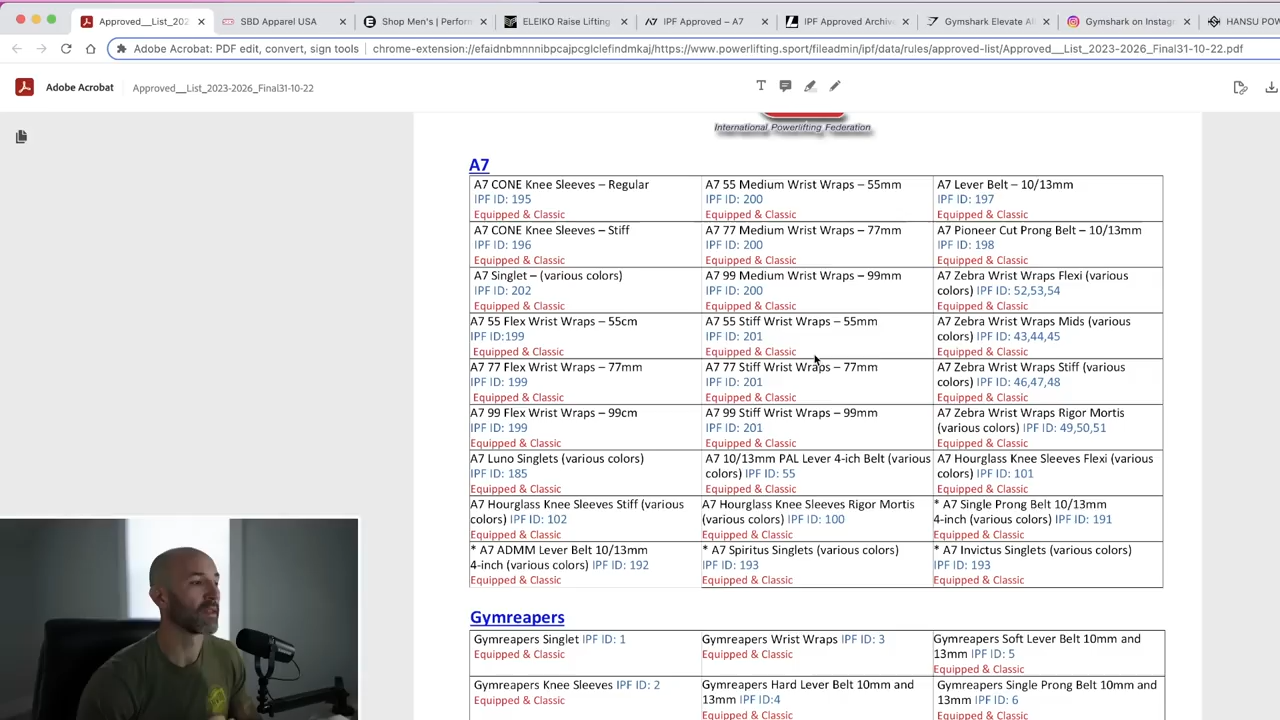 Approved__List_202
SBD Apparel USA
Shop Men's | Perform
ELEIKO Raise Lifting
IPF Approved – A7
IPF Approved Archiv
Gymshark Elevate Al
Gymshark on Instag
HANSU PO
Adobe Acrobat: PDF edit, convert, sign tools
chrome-extension://efaidnbmnnnibpcajpcglclefindmkaj/https://www.powerlifting.sport/fileadmin/ipf/data/rules/approved-list/Approved__List_2023-2026_Final31-10-22.pdf
Adobe Acrobat
Approved__List_2023-2026_Final31-10-22
International Powerlifting Federation
A7
A7 CONE Knee Sleeves – Regular
IPF ID: 195
Equipped & Classic
A7 55 Medium Wrist Wraps – 55mm
IPF ID: 200
Equipped & Classic
A7 Lever Belt – 10/13mm
IPF ID: 197
Equipped & Classic
A7 CONE Knee Sleeves – Stiff
IPF ID: 196
Equipped & Classic
A7 77 Medium Wrist Wraps – 77mm
IPF ID: 200
Equipped & Classic
A7 Pioneer Cut Prong Belt – 10/13mm
IPF ID: 198
Equipped & Classic
A7 Singlet – (various colors)
IPF ID: 202
Equipped & Classic
A7 99 Medium Wrist Wraps – 99mm
IPF ID: 200
Equipped & Classic
A7 Zebra Wrist Wraps Flexi (various
colors) IPF ID: 52,53,54
Equipped & Classic
A7 55 Flex Wrist Wraps – 55cm
IPF ID:199
Equipped & Classic
A7 55 Stiff Wrist Wraps – 55mm
IPF ID: 201
Equipped & Classic
A7 Zebra Wrist Wraps Mids (various
colors) IPF ID: 43,44,45
Equipped & Classic
A7 77 Flex Wrist Wraps – 77mm
IPF ID: 199
Equipped & Classic
A7 77 Stiff Wrist Wraps – 77mm
IPF ID: 201
Equipped & Classic
A7 Zebra Wrist Wraps Stiff (various
colors) IPF ID: 46,47,48
Equipped & Classic
A7 99 Flex Wrist Wraps – 99cm
IPF ID: 199
Equipped & Classic
A7 99 Stiff Wrist Wraps – 99mm
IPF ID: 201
Equipped & Classic
A7 Zebra Wrist Wraps Rigor Mortis
(various colors) IPF ID: 49,50,51
Equipped & Classic
A7 Luno Singlets (various colors)
IPF ID: 185
Equipped & Classic
A7 10/13mm PAL Lever 4-ich Belt (various
colors) IPF ID: 55
Equipped & Classic
A7 Hourglass Knee Sleeves Flexi (various
colors) IPF ID: 101
Equipped & Classic
A7 Hourglass Knee Sleeves Stiff (various
colors) IPF ID: 102
Equipped & Classic
A7 Hourglass Knee Sleeves Rigor Mortis
(various colors) IPF ID: 100
Equipped & Classic
* A7 Single Prong Belt 10/13mm
4-inch (various colors) IPF ID: 191
Equipped & Classic
* A7 ADMM Lever Belt 10/13mm
4-inch (various colors) IPF ID: 192
Equipped & Classic
* A7 Spiritus Singlets (various colors)
IPF ID: 193
Equipped & Classic
* A7 Invictus Singlets (various colors)
IPF ID: 193
Equipped & Classic
Gymreapers
Gymreapers Singlet IPF ID: 1
Equipped & Classic
Gymreapers Wrist Wraps IPF ID: 3
Equipped & Classic
Gymreapers Soft Lever Belt 10mm and
13mm IPF ID: 5
Equipped & Classic
Gymreapers Knee Sleeves IPF ID: 2
Equipped & Classic
Gymreapers Hard Lever Belt 10mm and
13mm IPF ID:4
Equipped & Classic
Gymreapers Single Prong Belt 10mm and
13mm IPF ID: 6
Equipped & Classic